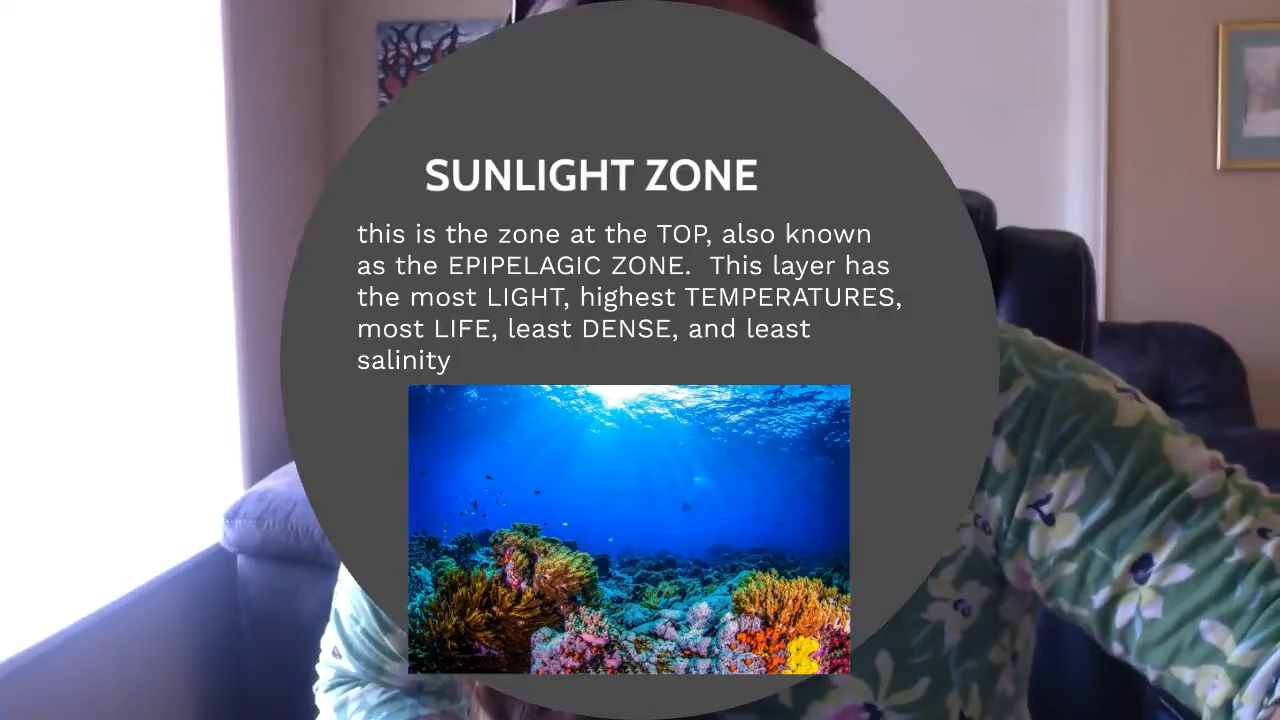 SUNLIGHT ZONE
this is the zone at the TOP, also known
as the EPIPELAGIC ZONE.  This layer has
the most LIGHT, highest TEMPERATURES,
most LIFE, least DENSE, and least
salinity